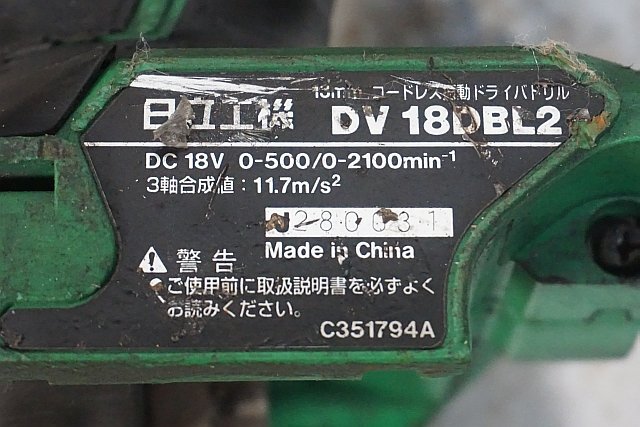 13mm コードレス振動ドライバドリル
日立工機 DV 18DBL2
DC 18V 0-500/0-2100min⁻¹
3軸合成値：11.7m/s²
J280031
Made in China
警告
ご使用前に取扱説明書を必ずよく
お読みください。
C351794A